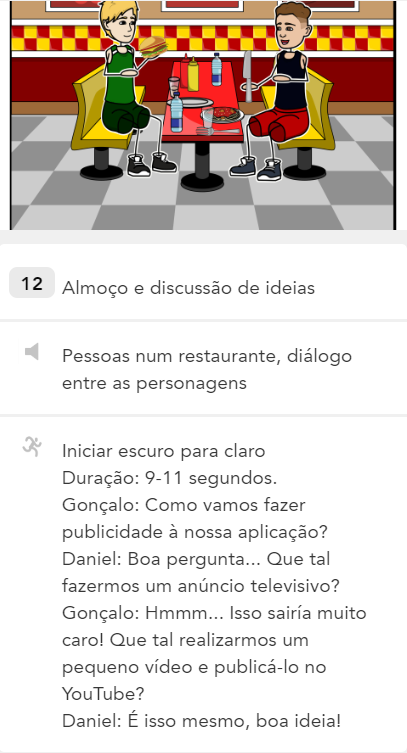 12 Almoço e discussão de ideias
Pessoas num restaurante, diálogo
entre as personagens
Iniciar escuro para claro
Duração: 9-11 segundos.
Gonçalo: Como vamos fazer
publicidade à nossa aplicação?
Daniel: Boa pergunta... Que tal
fazermos um anúncio televisivo?
Gonçalo: Hmmm... Isso sairía muito
caro! Que tal realizarmos um
pequeno vídeo e publicá-lo no
YouTube?
Daniel: É isso mesmo, boa ideia!